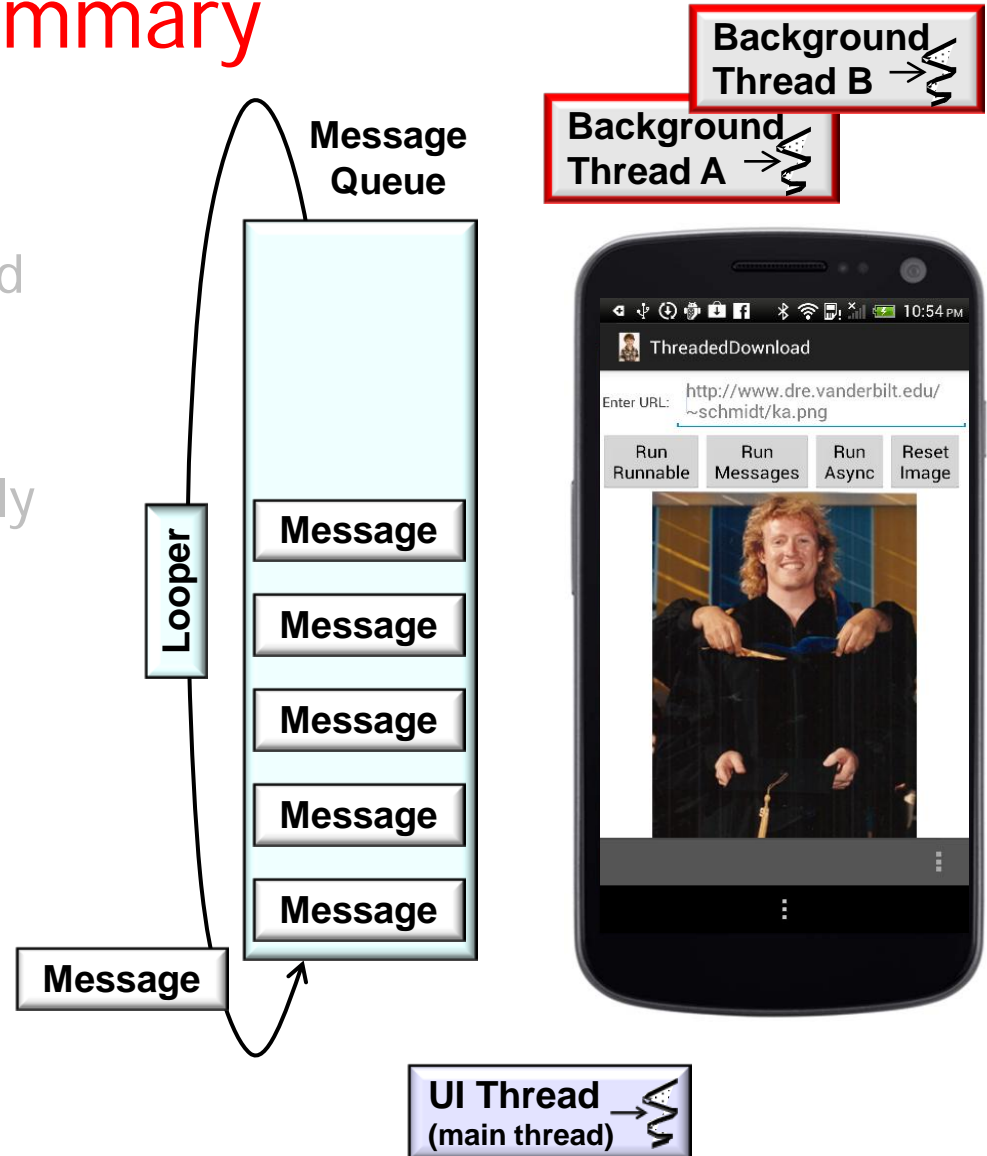 mmary
d
ly
Background
Thread B
Background
Thread A
Message
Queue
Looper
Message
Message
Message
Message
Message
Message
10:54 PM
ThreadedDownload
Enter URL:
http://www.dre.vanderbilt.edu/
~schmidt/ka.png
Run
Runnable
Run
Messages
Run
Async
Reset
Image
UI Thread
(main thread)